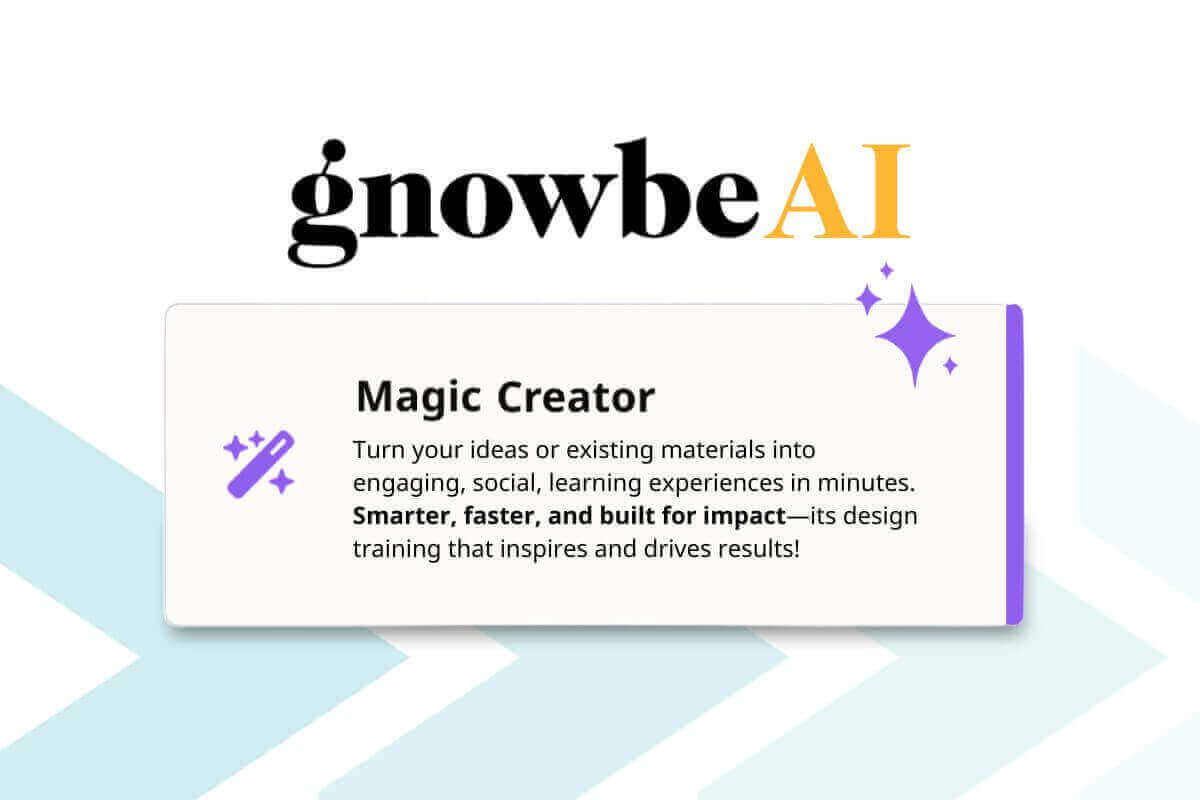 gnowbeAI
Magic Creator
Turn your ideas or existing materials into
engaging, social, learning experiences in minutes.
Smarter, faster, and built for impact—its design
training that inspires and drives results!